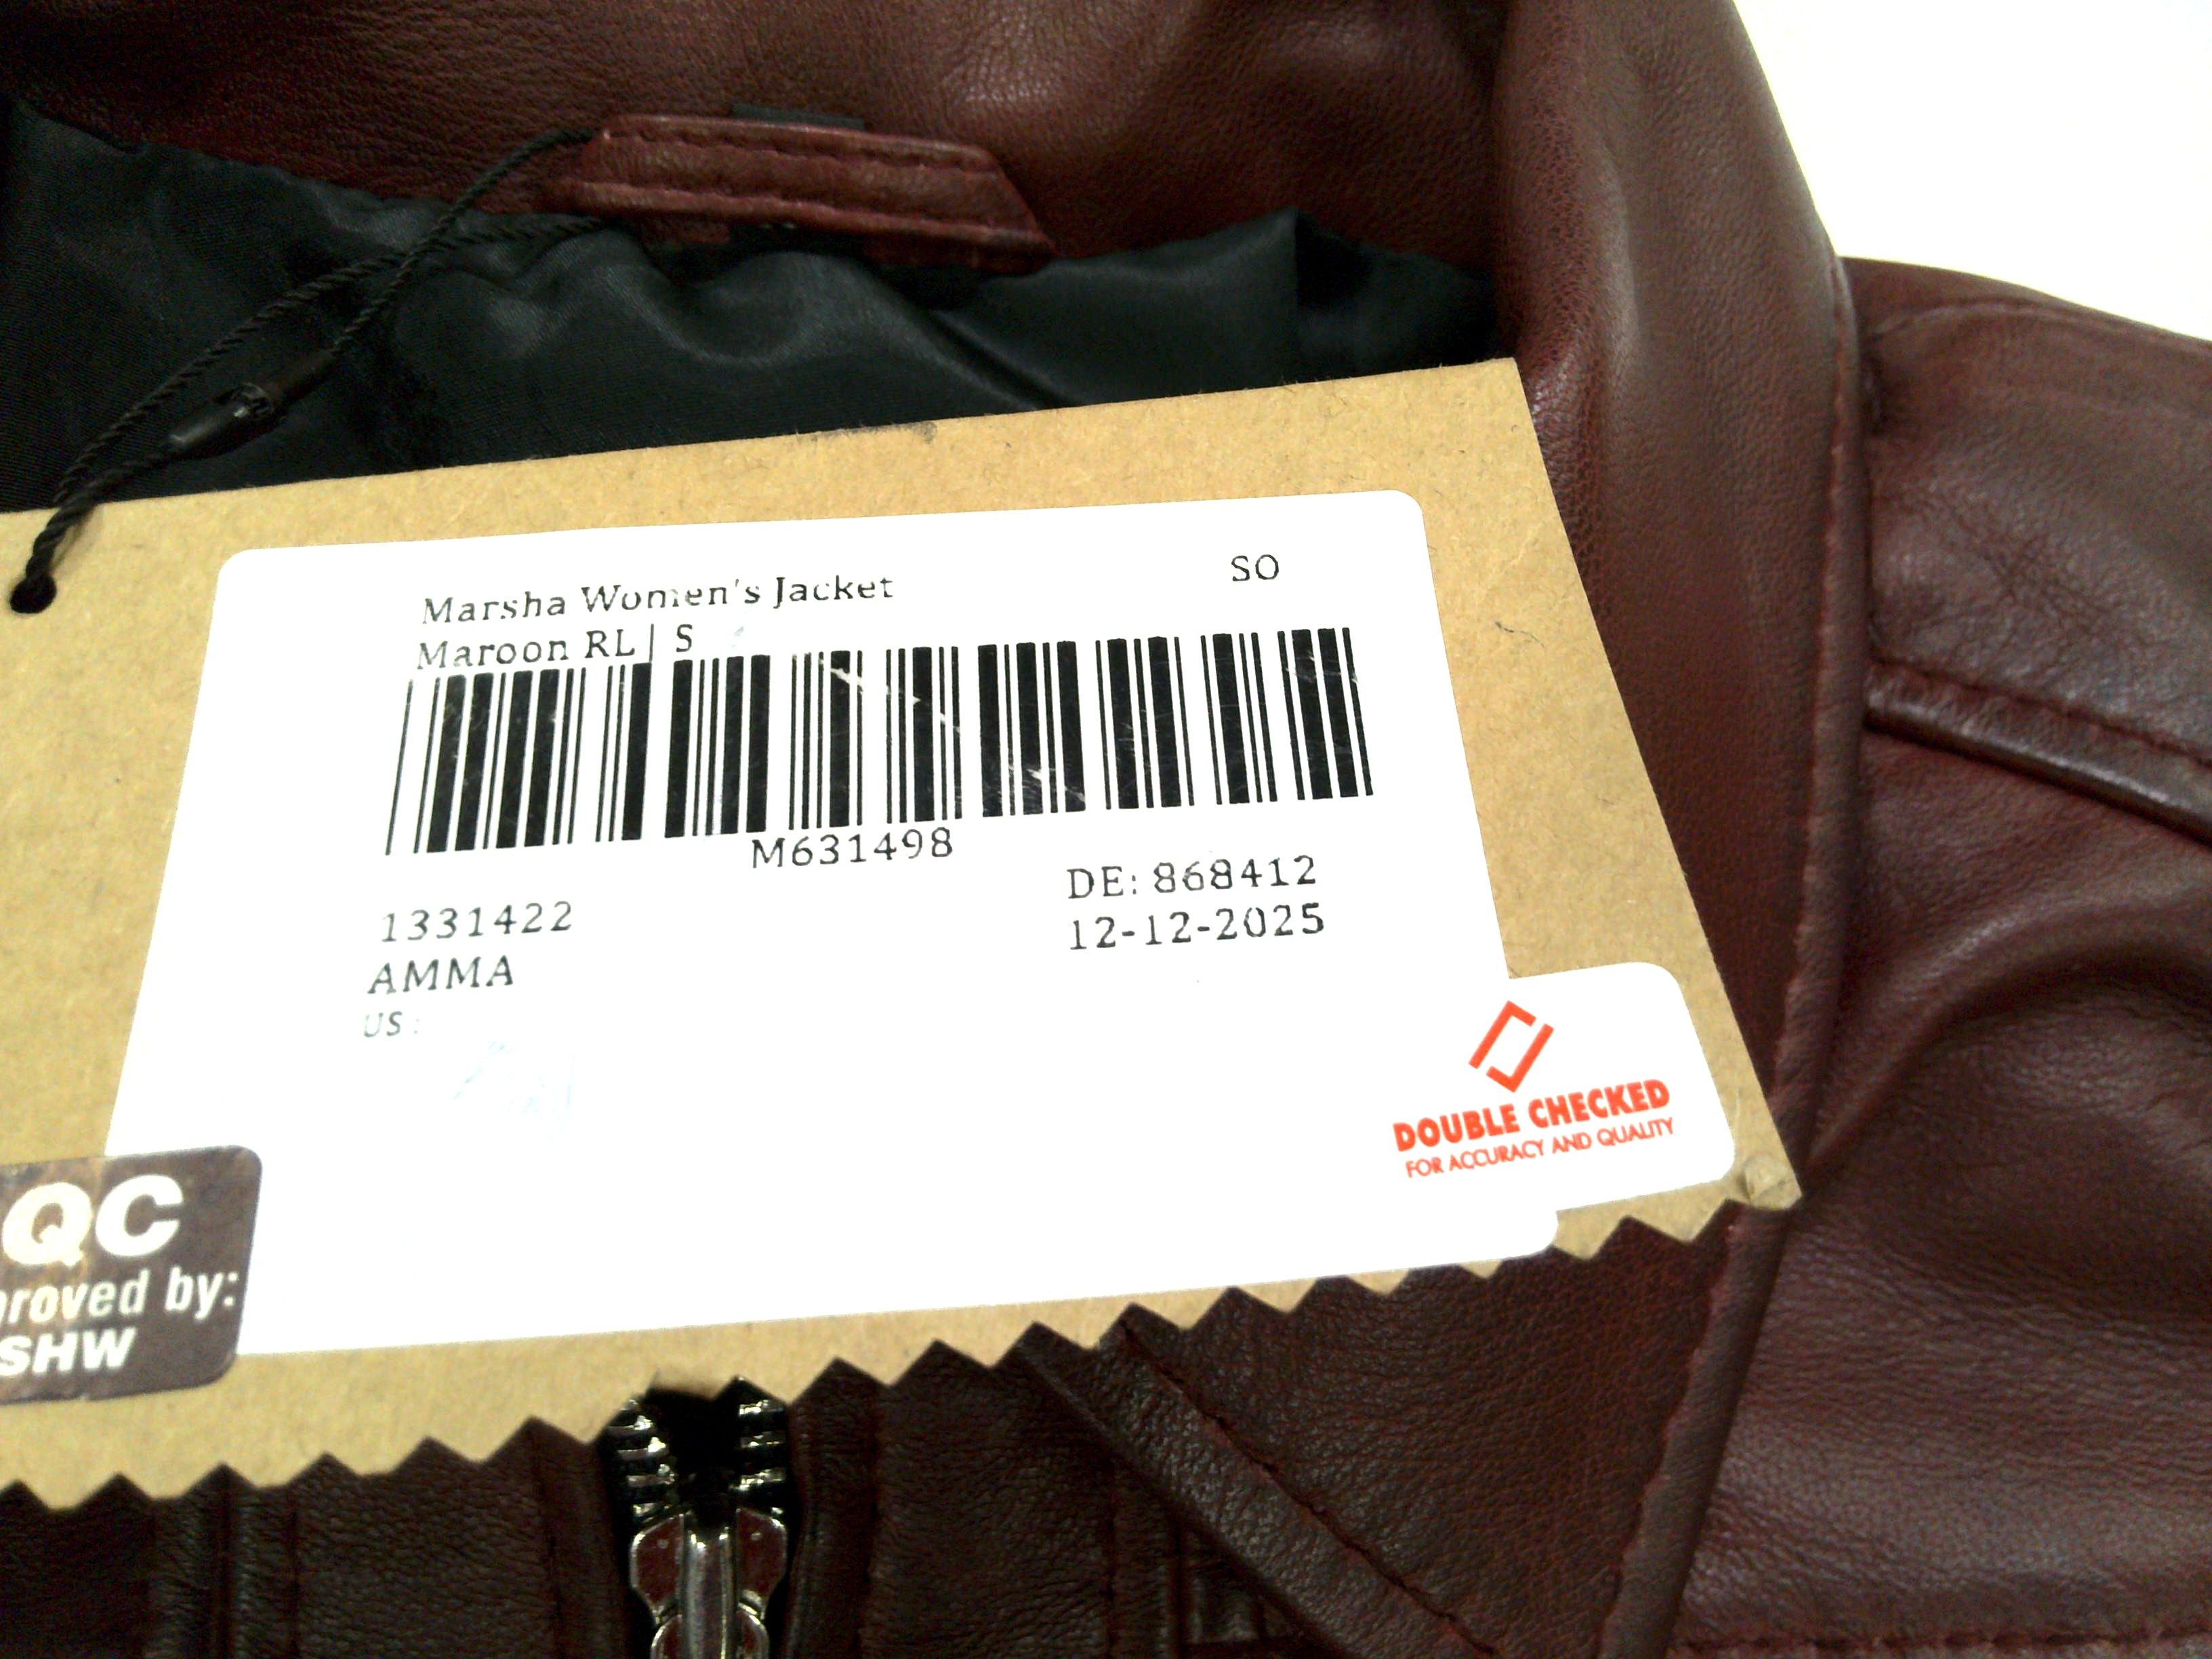 Marsha Women's Jacket
SO
Maroon RL | S
M631498
1331422
DE: 868412
AMMA
12-12-2025
US :
DOUBLE CHECKED
FOR ACCURACY AND QUALITY
QC
proved by:
SHW